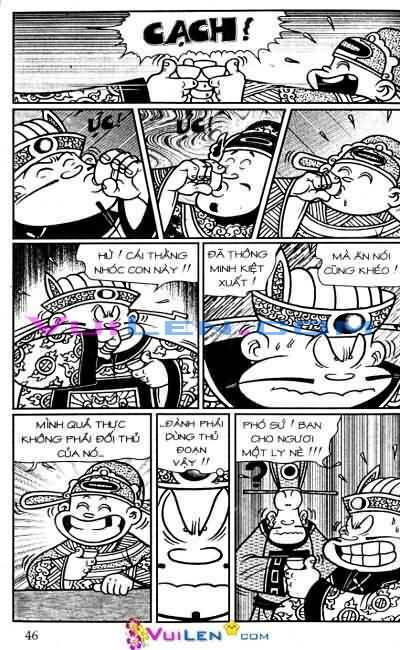 CẠCH !
ỰC !
ỰC !
HỪ ! CÁI THẰNG
NHÓC CON NÀY !!
ĐÃ THÔNG
MINH KIỆT
XUẤT !
MÀ ĂN NÓI
CŨNG KHÉO !
VuiLen.com
MÌNH QUẢ THỰC
KHÔNG PHẢI ĐỐI THỦ
CỦA NÓ...
...ĐÀNH PHẢI
DÙNG THỦ
ĐOẠN
VẬY !!
PHÓ SỨ ! BAN
CHO NGƯƠI
MỘT LY NÈ !!!
?
46
VuiLen.com